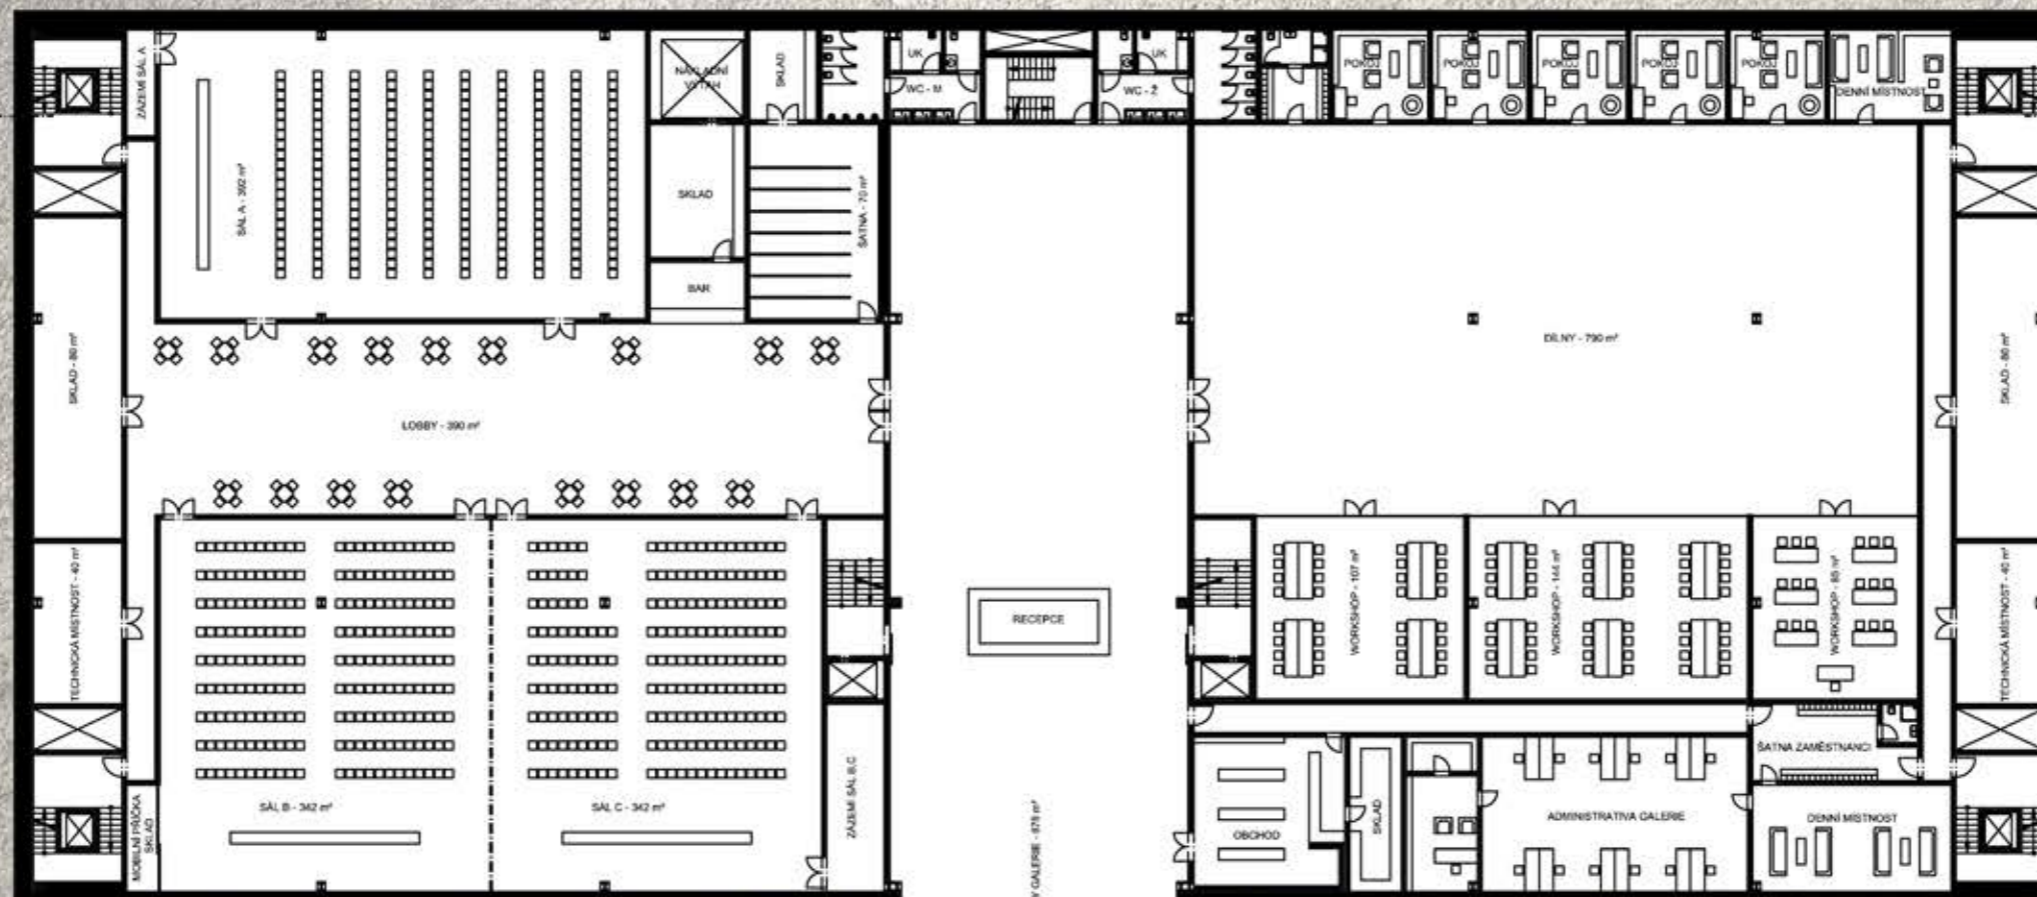 ZÁZEMÍ SÁL A
SÁL A - 392 m²
NÁKLADNÍ
VÝTAH
SKLAD
UK
WC - M
UK
WC - Ž
POKOJ
POKOJ
POKOJ
POKOJ
POKOJ
DENNÍ MÍSTNOST
SKLAD
BAR
ŠATNA - 70 m²
SKLAD - 80 m²
LOBBY - 390 m²
DÍLNY - 790 m²
SKLAD - 80 m²
TECHNICKÁ MÍSTNOST - 40 m²
RECEPCE
WORKSHOP - 107 m²
WORKSHOP - 144 m²
WORKSHOP - 85 m²
TECHNICKÁ MÍSTNOST - 40 m²
ŠATNA ZAMĚSTNANCI
MOBILNÍ PŘÍČKA
SKLAD
SÁL B - 342 m²
SÁL C - 342 m²
ZÁZEMÍ SÁL B,C
GALERIE - 878 m²
OBCHOD
SKLAD
ADMINISTRATIVA GALERIE
DENNÍ MÍSTNOST